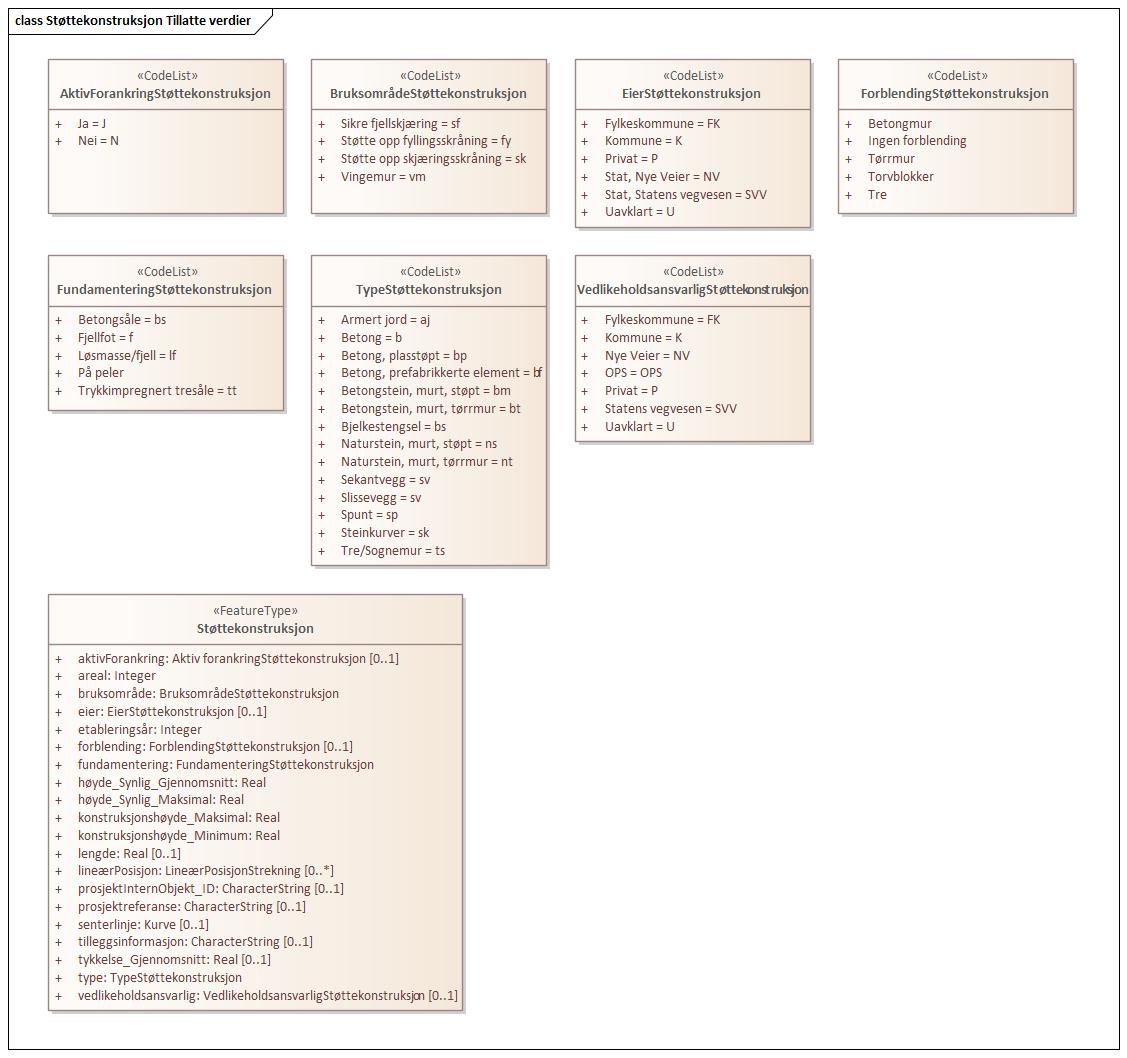 class Støttekonstruksjon Tillatte verdier
«CodeList»
AktivForankringStøttekonstruksjon
+ Ja = J
+ Nei = N
«CodeList»
BruksområdeStøttekonstruksjon
+ Sikre fjellskjæring = sf
+ Støtte opp fyllingsskråning = fy
+ Støtte opp skjæringsskråning = sk
+ Vingemur = vm
«CodeList»
EierStøttekonstruksjon
+ Fylkeskommune = FK
+ Kommune = K
+ Privat = P
+ Stat, Nye Veier = NV
+ Stat, Statens vegvesen = SVV
+ Uavklart = U
«CodeList»
ForblendingStøttekonstruksjon
+ Betongmur
+ Ingen forblending
+ Tørrmur
+ Torvblokker
+ Tre
«CodeList»
FundamenteringStøttekonstruksjon
+ Betongsåle = bs
+ Fjellfot = f
+ Løsmasse/fjell = lf
+ På peler
+ Trykkimpregnert tresåle = tt
«CodeList»
TypeStøttekonstruksjon
+ Armert jord = aj
+ Betong = b
+ Betong, plasstøpt = bp
+ Betong, prefabrikkerte element = bf
+ Betongstein, murt, støpt = bm
+ Betongstein, murt, tørrmur = bt
+ Bjelkestengsel = bs
+ Naturstein, murt, støpt = ns
+ Naturstein, murt, tørrmur = nt
+ Sekantvegg = sv
+ Slissevegg = sv
+ Spunt = sp
+ Steinkurver = sk
+ Tre/Sognemur = ts
«CodeList»
VedlikeholdsansvarligStøttekonstruksjon
+ Fylkeskommune = FK
+ Kommune = K
+ Nye Veier = NV
+ OPS = OPS
+ Privat = P
+ Statens vegvesen = SVV
+ Uavklart = U
«FeatureType»
Støttekonstruksjon
+ aktivForankring: Aktiv forankringStøttekonstruksjon [0..1]
+ areal: Integer
+ bruksområde: BruksområdeStøttekonstruksjon
+ eier: EierStøttekonstruksjon [0..1]
+ etableringsår: Integer
+ forblending: ForblendingStøttekonstruksjon [0..1]
+ fundamentering: FundamenteringStøttekonstruksjon
+ høyde_Synlig_Gjennomsnitt: Real
+ høyde_Synlig_Maksimal: Real
+ konstruksjonshøyde_Maksimal: Real
+ konstruksjonshøyde_Minimum: Real
+ lengde: Real [0..1]
+ lineærPosisjon: LineærPosisjonStrekning [0..*]
+ prosjektInternObjekt_ID: CharacterString [0..1]
+ prosjektreferanse: CharacterString [0..1]
+ senterlinje: Kurve [0..1]
+ tilleggsinformasjon: CharacterString [0..1]
+ tykkelse_Gjennomsnitt: Real [0..1]
+ type: TypeStøttekonstruksjon
+ vedlikeholdsansvarlig: VedlikeholdsansvarligStøttekonstruksjon [0..1]